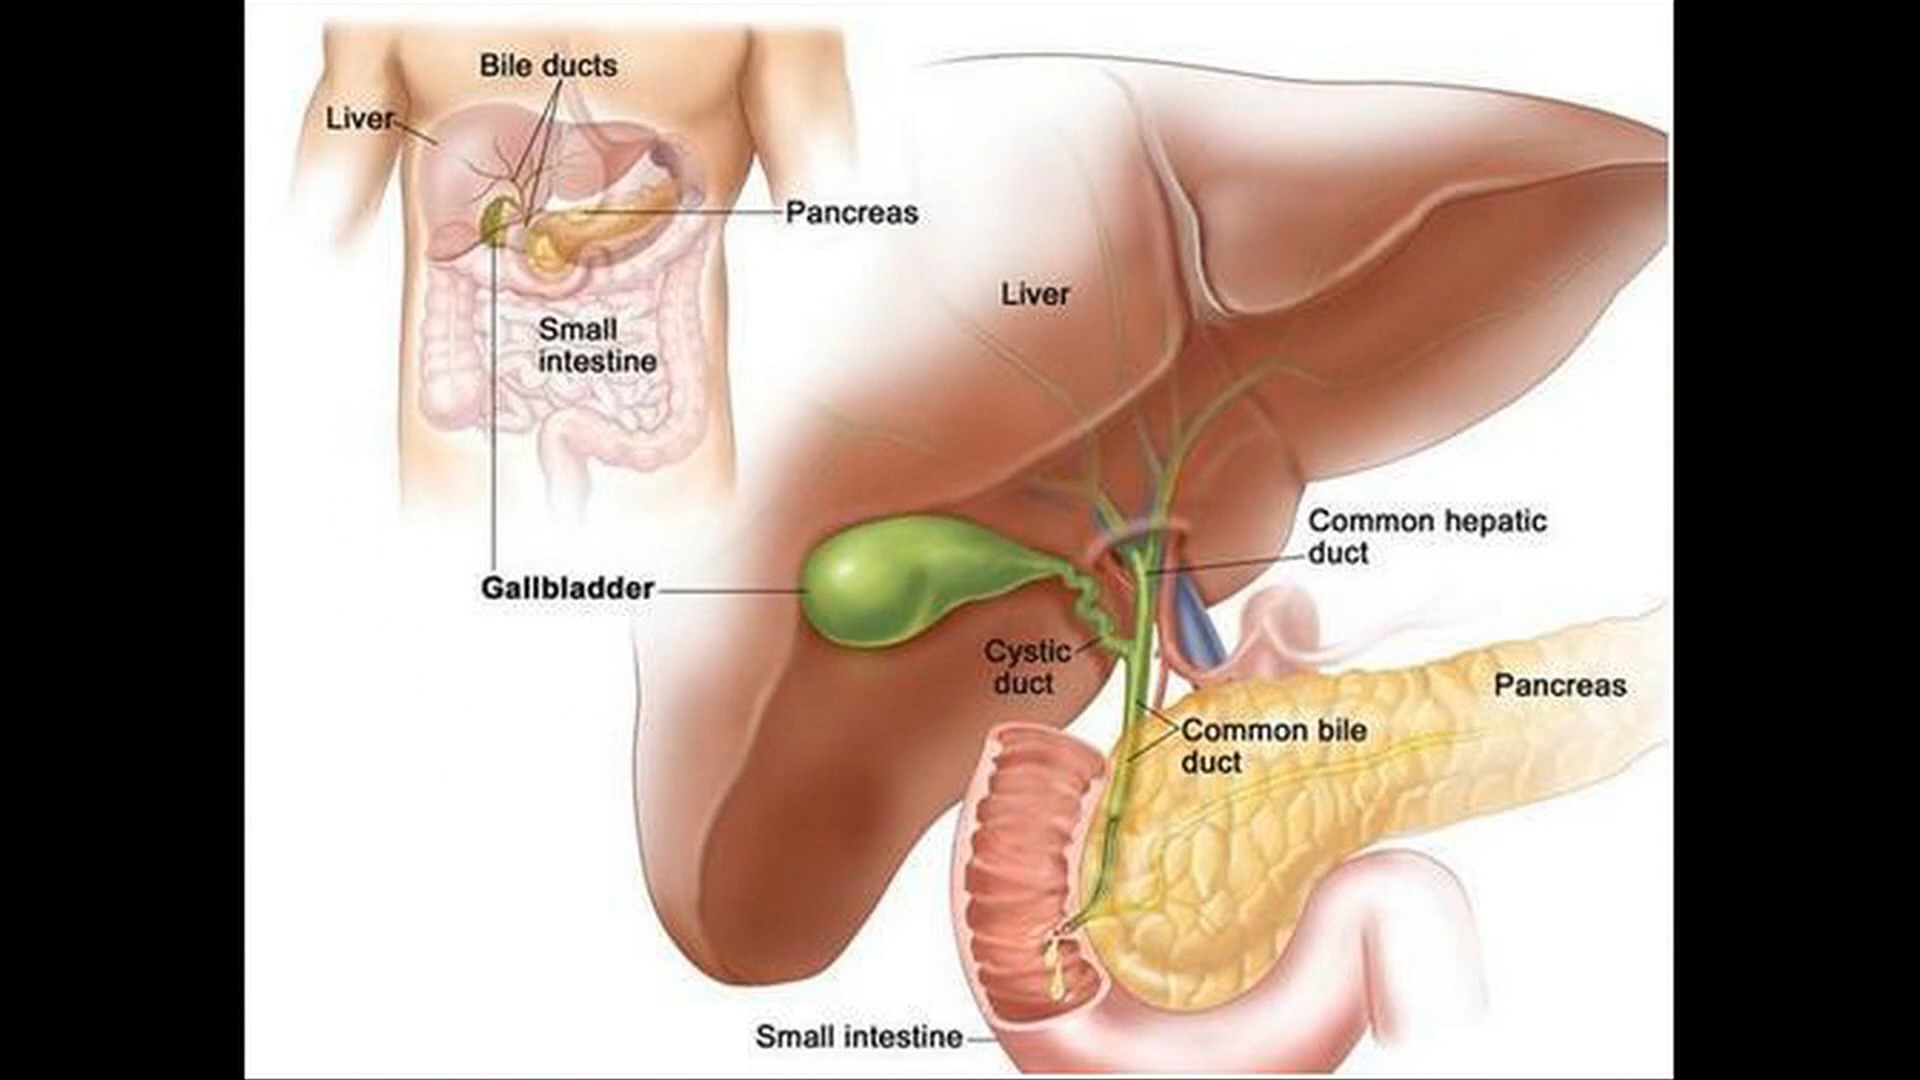 Bile ducts
Liver
Pancreas
Small
intestine
Gallbladder
Liver
Common hepatic
duct
Cystic
duct
Pancreas
Common bile
duct
Small intestine